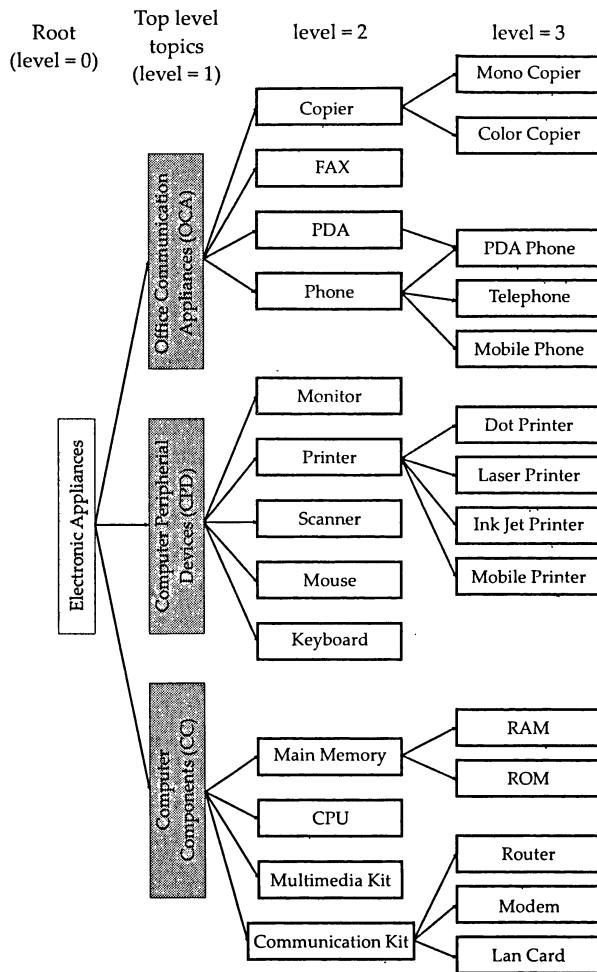 Root
(level = 0)
Top level
topics
(level = 1)
level = 2
level = 3
Electronic Appliances
Office Communication
Appliances (OCA)
Copier
FAX
PDA
Phone
Mono Copier
Color Copier
PDA Phone
Telephone
Mobile Phone
Computer Peripherial
Devices (CPD)
Monitor
Printer
Scanner
Mouse
Keyboard
Dot Printer
Laser Printer
Ink Jet Printer
Mobile Printer
Computer
Components (CC)
Main Memory
CPU
Multimedia Kit
Communication Kit
RAM
ROM
Router
Modem
Lan Card